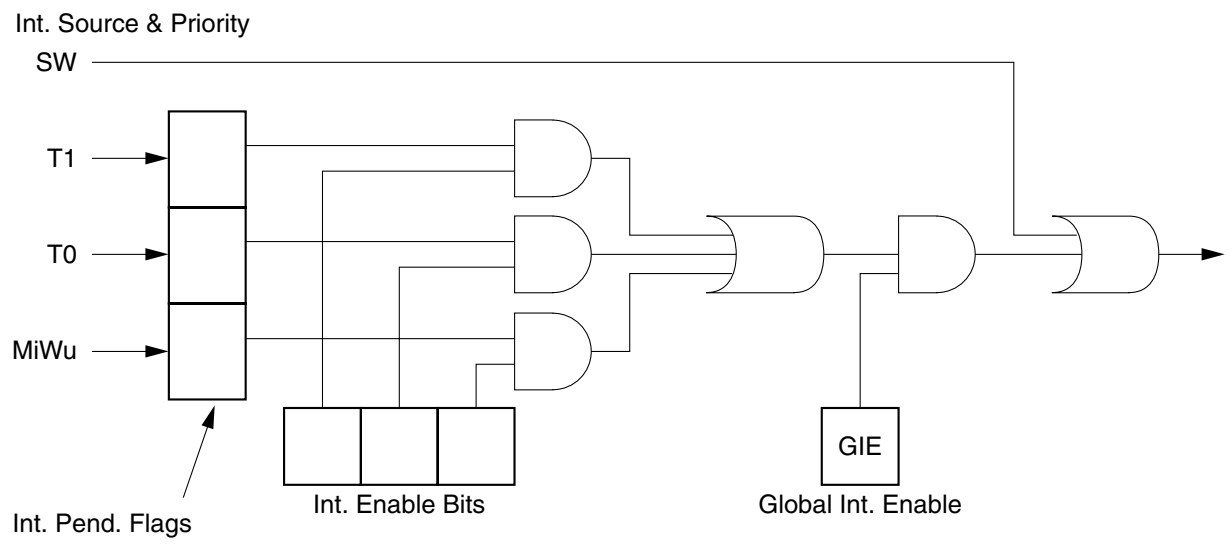 Int. Source & Priority
SW
T1
T0
MiWu
GIE
Int. Enable Bits
Global Int. Enable
Int. Pend. Flags